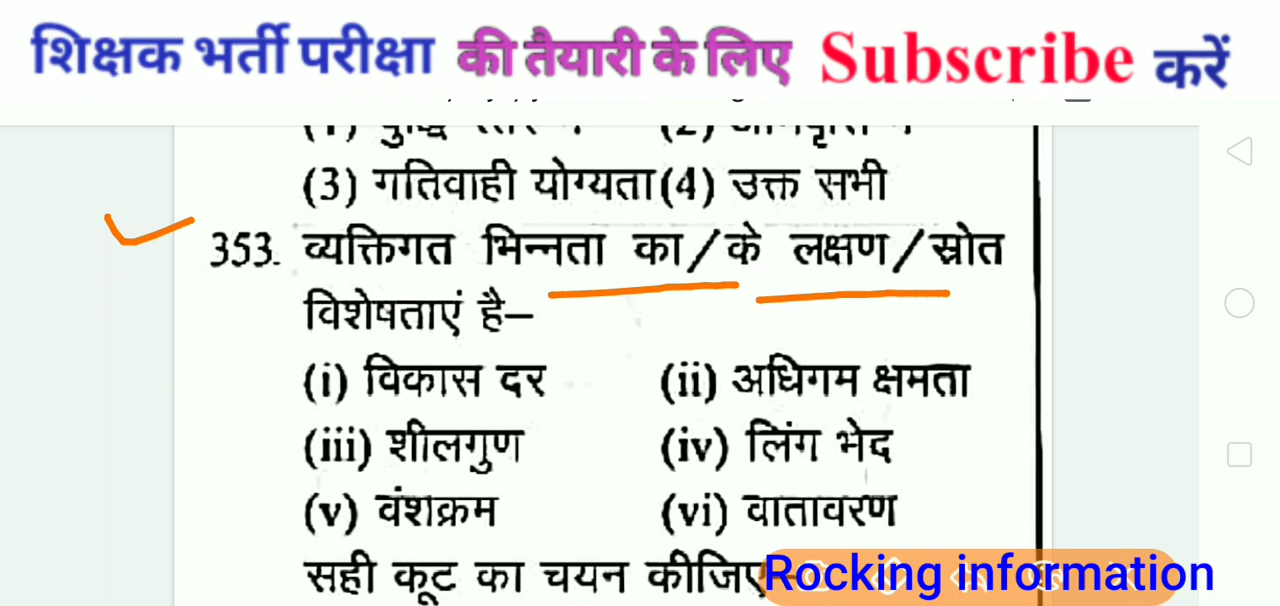 शिक्षक भर्ती परीक्षा की तैयारी के लिए Subscribe करें
(3) गतिवाही योग्यता (4) उक्त सभी
353. व्यक्तिगत भिन्नता का/के लक्षण/स्रोत
विशेषताएं है–
(i) विकास दर (ii) अधिगम क्षमता
(iii) शीलगुण (iv) लिंग भेद
(v) वंशक्रम (vi) वातावरण
सही कूट का चयन कीजिए
Rocking information